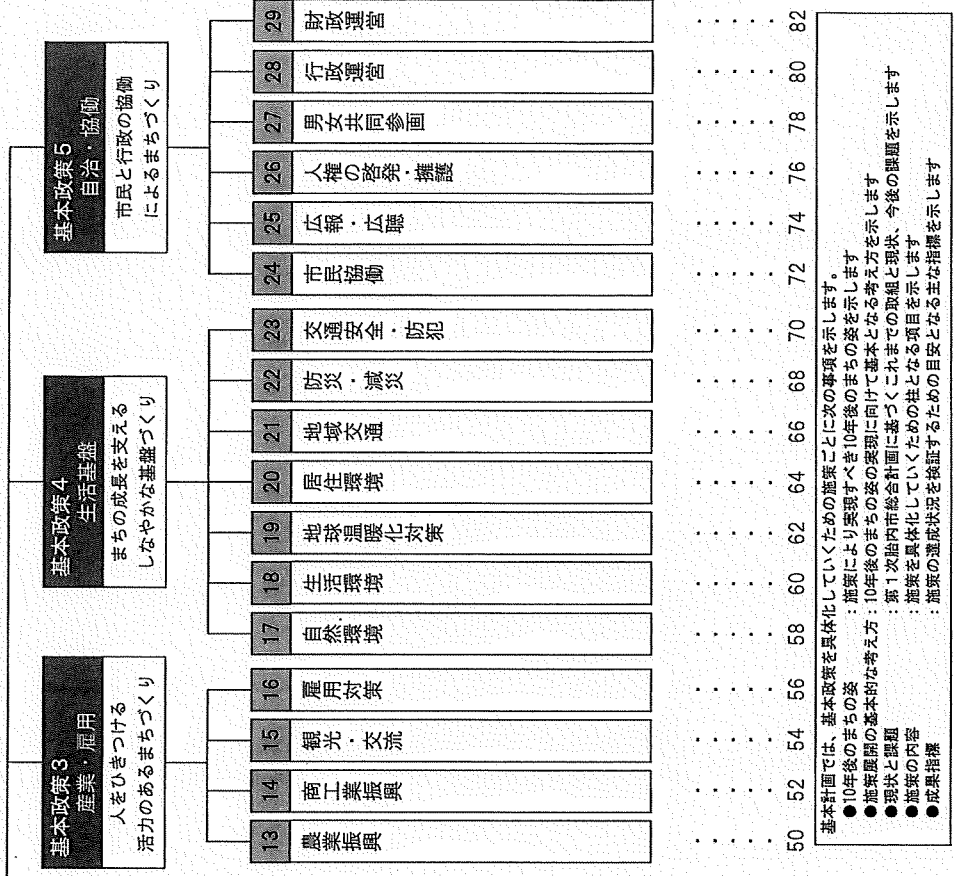 基本政策3
産業・雇用
人をひきつける
活力のあるまちづくり
13 農業振興 ・・・・・ 50
14 商工業振興 ・・・・・ 52
15 観光・交流 ・・・・・ 54
16 雇用対策 ・・・・・ 56
基本政策4
生活基盤
まちの成長を支える
しなやかな基盤づくり
17 自然環境 ・・・・・ 58
18 生活環境 ・・・・・ 60
19 地球温暖化対策 ・・・・・ 62
20 居住環境 ・・・・・ 64
21 地域交通 ・・・・・ 66
22 防災・減災 ・・・・・ 68
23 交通安全・防犯 ・・・・・ 70
基本政策5
自治・協働
市民と行政の協働
によるまちづくり
24 市民協働 ・・・・・ 72
25 広報・広聴 ・・・・・ 74
26 人権の啓発・擁護 ・・・・・ 76
27 男女共同参画 ・・・・・ 78
28 行政運営 ・・・・・ 80
29 財政運営 ・・・・・ 82
基本計画では、基本政策を具体化していくための施策ごとに次の事項を示します。
●10年後のまちの姿 ：施策により実現すべき10年後のまちの姿を示します
●施策展開の基本的な考え方：10年後のまちの姿の実現に向けて基本となる考え方を示します
●現状と課題 ：第1次胎内市総合計画に基づくこれまでの取組と現状、今後の課題を示します
●施策の内容 ：施策を具体化していくための柱となる項目を示します
●成果指標 ：施策の達成状況を検証するための目安となる主な指標を示します